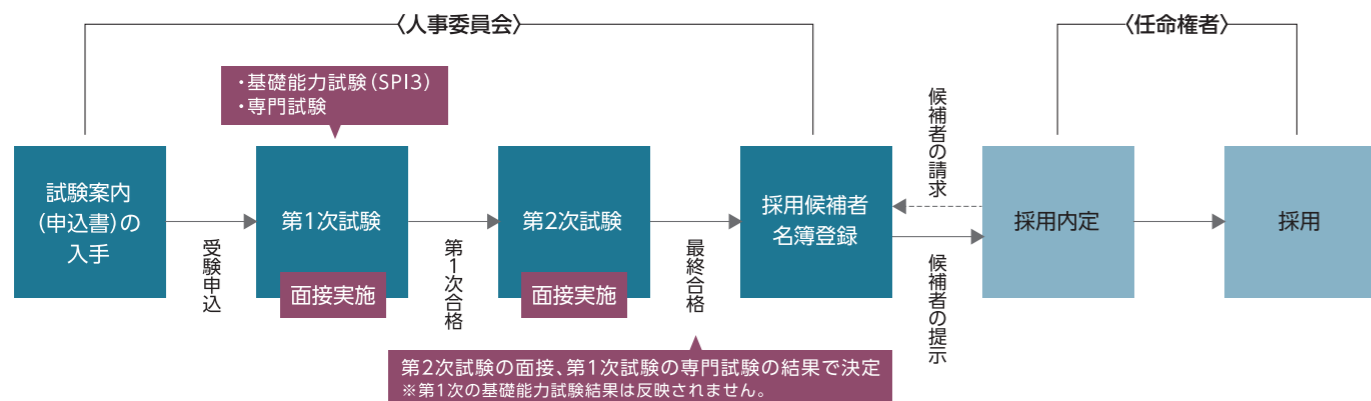 〈人事委員会〉
〈任命権者〉
・基礎能力試験(SPI3)
・専門試験
試験案内
(申込書)の
入手
受験申込
第1次試験
面接実施
第1次合格
第2次試験
面接実施
最終合格
採用候補者
名簿登録
候補者の請求
候補者の提示
採用内定
採用
第2次試験の面接、第1次試験の専門試験の結果で決定
※第1次の基礎能力試験結果は反映されません。